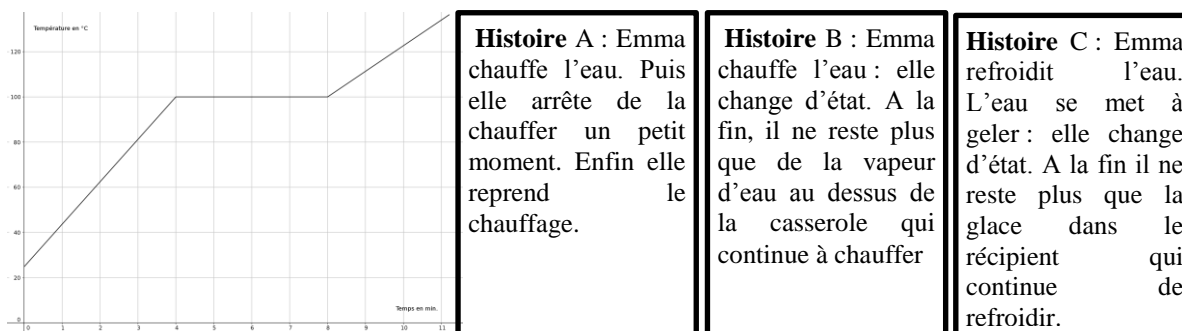 Température en °C
120
100
80
60
40
20
0
Temps en min.
0 1 2 3 4 5 6 7 8 9 10 11
Histoire A : Emma
chauffe l'eau. Puis
elle arrête de la
chauffer un petit
moment. Enfin elle
reprend le
chauffage.
Histoire B : Emma
chauffe l'eau : elle
change d'état. A la
fin, il ne reste plus
que de la vapeur
d'eau au dessus de
la casserole qui
continue à chauffer
Histoire C : Emma
refroidit l'eau.
L'eau se met à
geler : elle change
d'état. A la fin il ne
reste plus que la
glace dans le
récipient qui
continue de
refroidir.